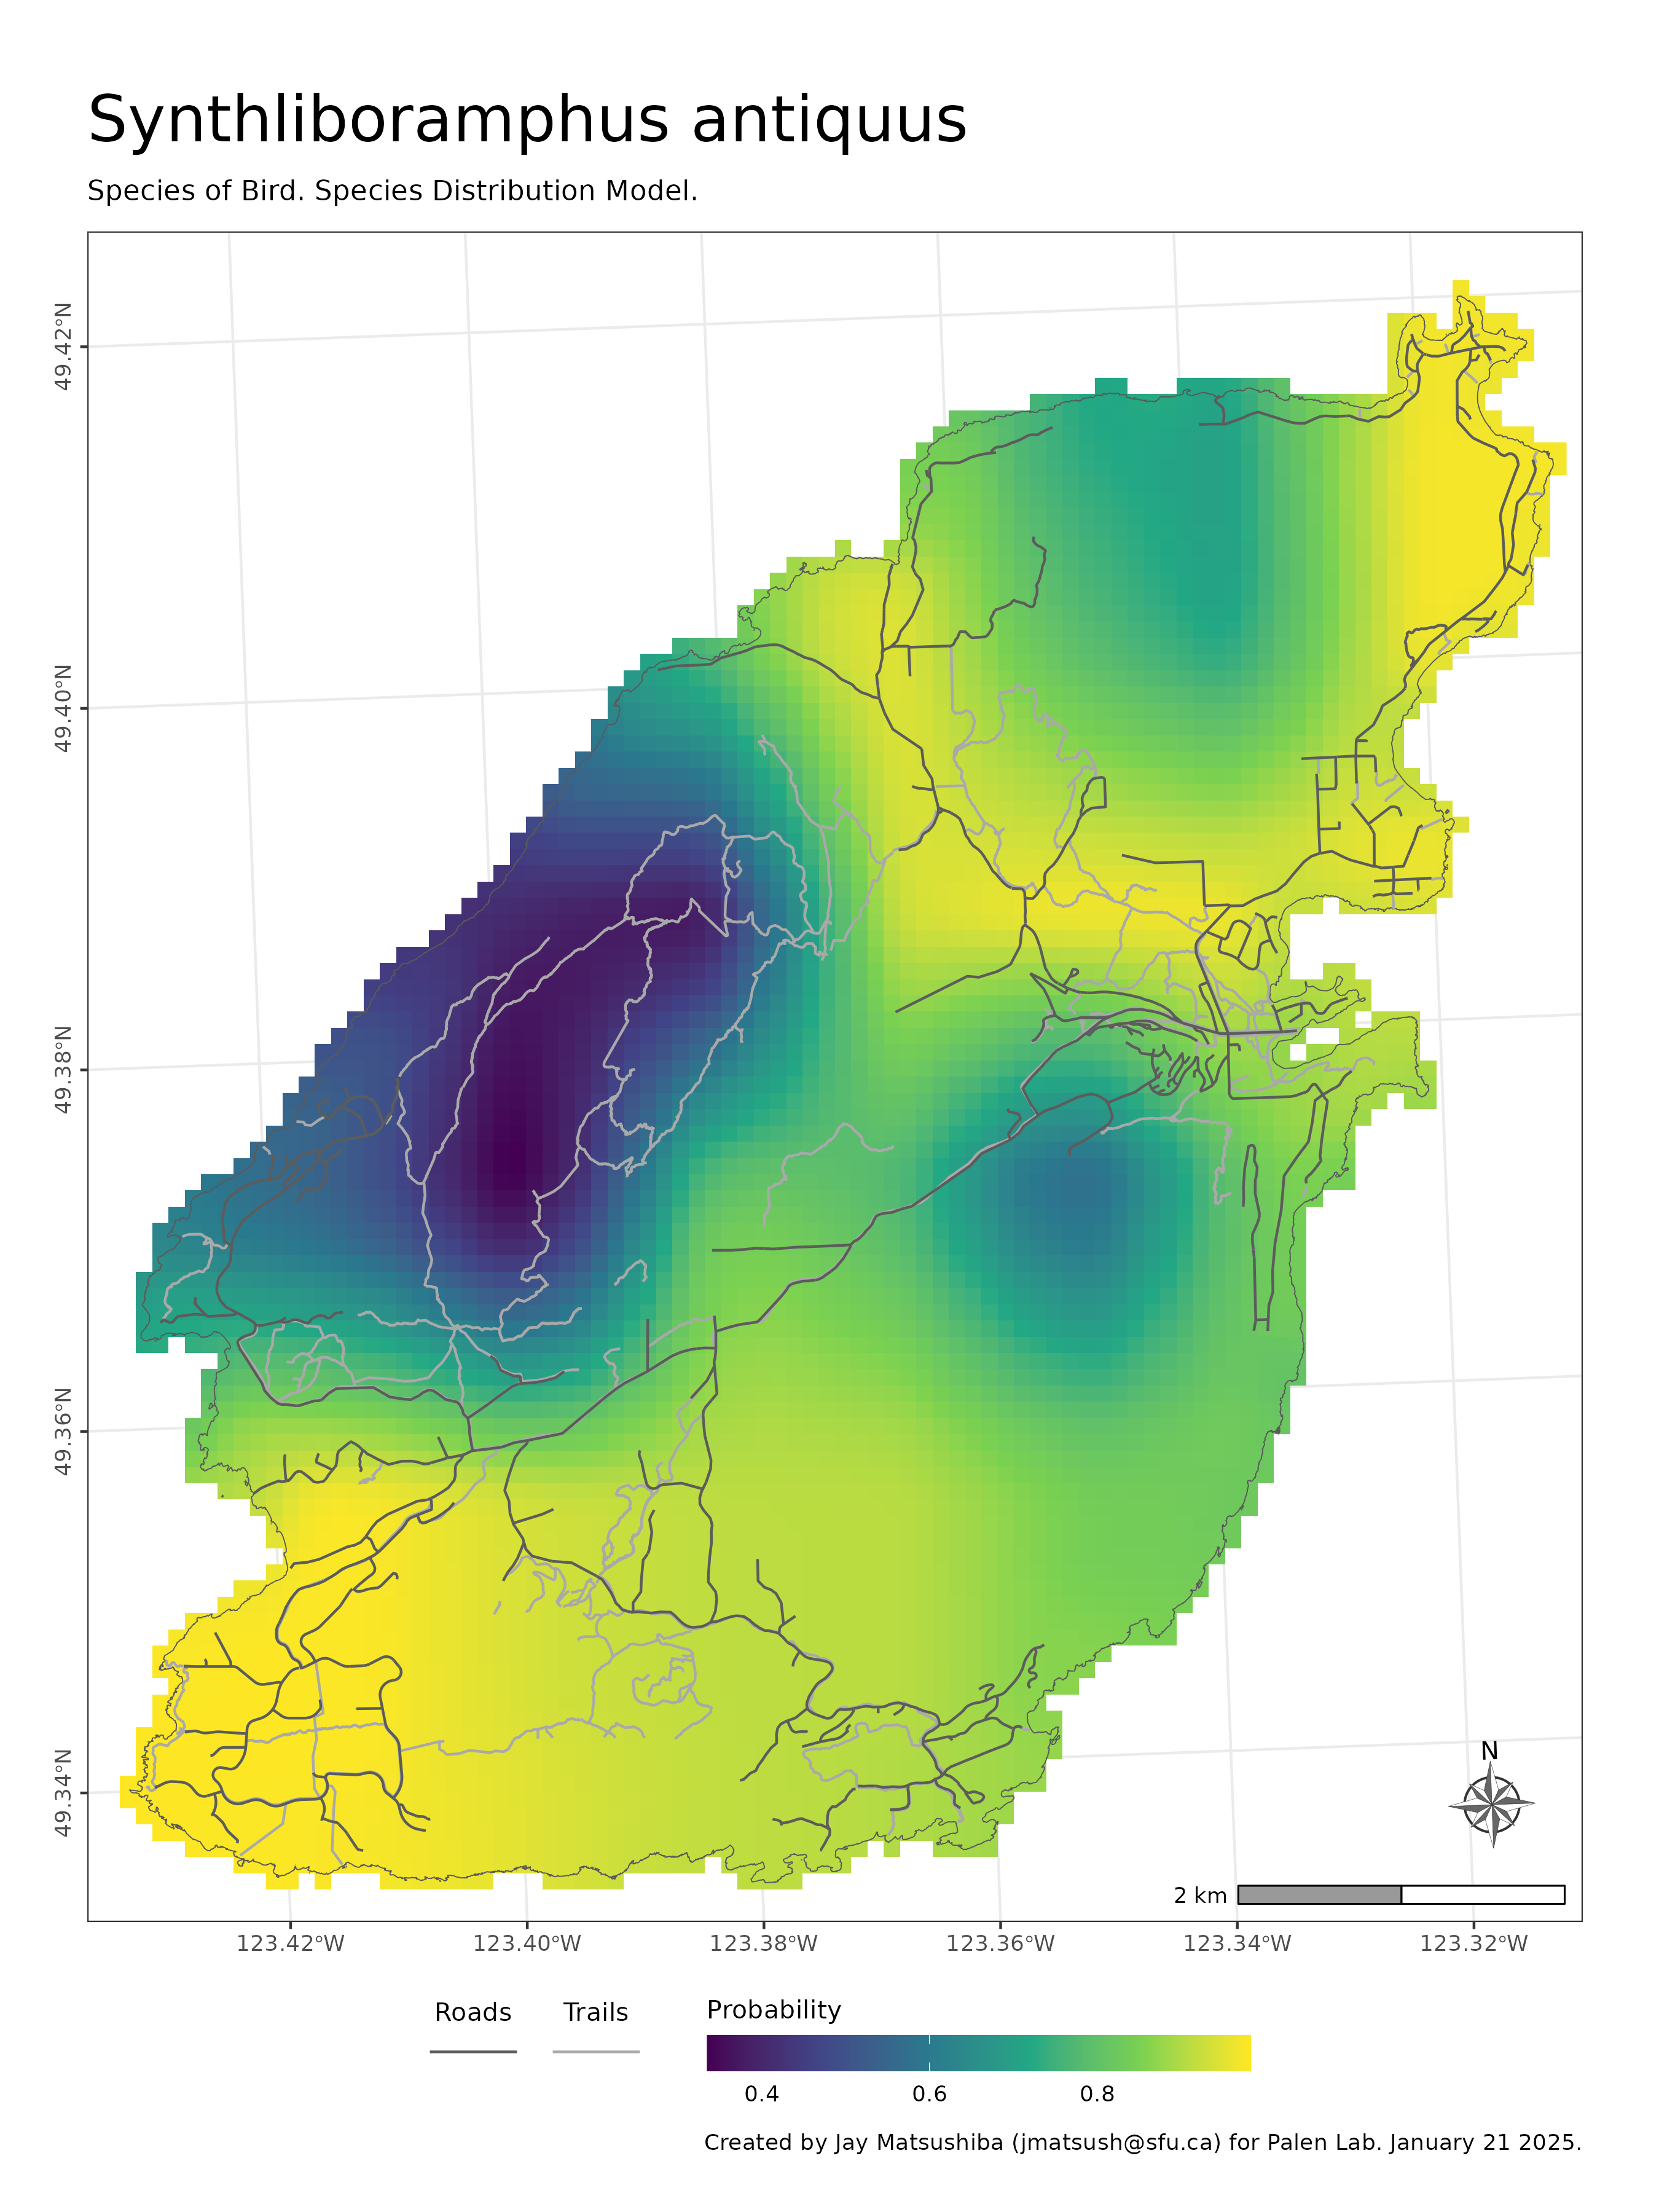 Synthliboramphus antiquus
Species of Bird. Species Distribution Model.
49.42°N
49.40°N
49.38°N
49.36°N
49.34°N
N
2 km
123.42°W 123.40°W 123.38°W 123.36°W 123.34°W 123.32°W
Roads Trails Probability
0.4 0.6 0.8
Created by Jay Matsushiba (jmatsush@sfu.ca) for Palen Lab. January 21 2025.